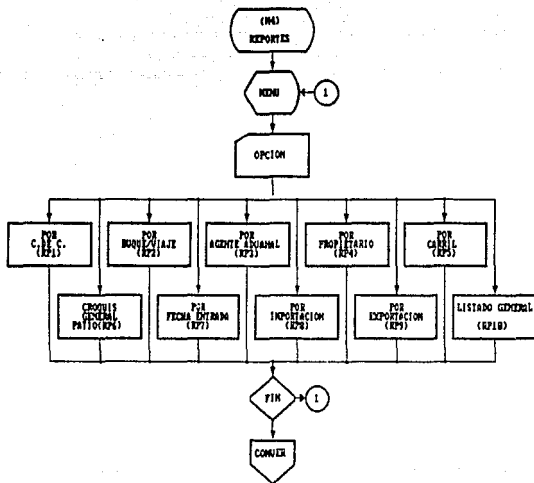 (M4)
REPORTES
MENU
1
OPCION
POR
C.DE C.
(RP1)
POR
BUQUE/VIAJE
(RP2)
POR
AGENTE ADUANAL
(RP3)
POR
PROPIETARIO
(RP4)
POR
CARRIL
(RP5)
CROQUIS
GENERAL
PATIO(RP6)
POR
FECHA ENTRADA
(RP7)
POR
IMPORTACION
(RP8)
POR
EXPORTACION
(RP9)
LISTADO GENERAL
(RP10)
FIN
1
CONVER